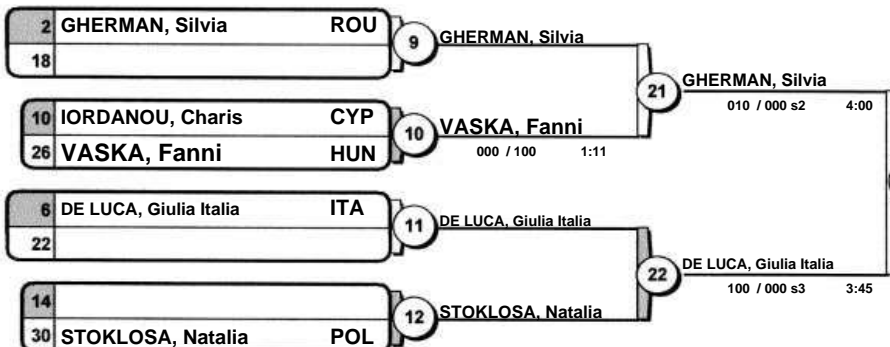 2 GHERMAN, Silvia ROU
18
9
GHERMAN, Silvia
10 IORDANOU, Charis CYP
26 VASKA, Fanni HUN
10
VASKA, Fanni
000 / 100 1:11
21
GHERMAN, Silvia
010 / 000 s2 4:00
6 DE LUCA, Giulia Italia ITA
22
11
DE LUCA, Giulia Italia
14
30 STOKLOSA, Natalia POL
12
STOKLOSA, Natalia
22
DE LUCA, Giulia Italia
100 / 000 s3 3:45